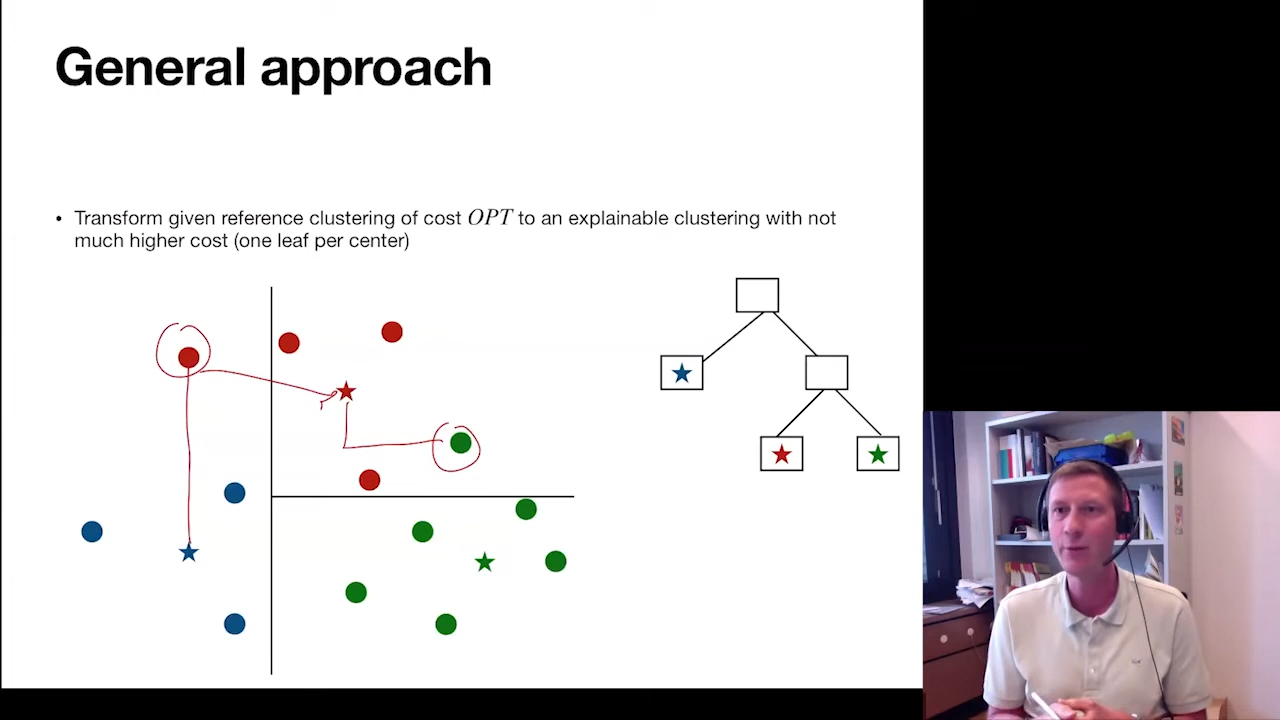 General approach
• Transform given reference clustering of cost OPT to an explainable clustering with not
much higher cost (one leaf per center)